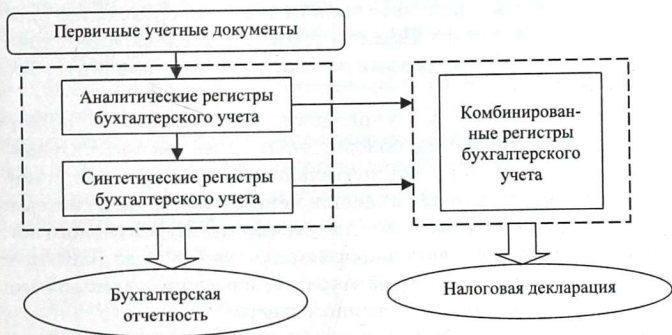 Первичные учетные документы
Аналитические регистры
бухгалтерского учета
Синтетические регистры
бухгалтерского учета
Комбинирован-
ные регистры
бухгалтерского
учета
Бухгалтерская
отчетность
Налоговая декларация